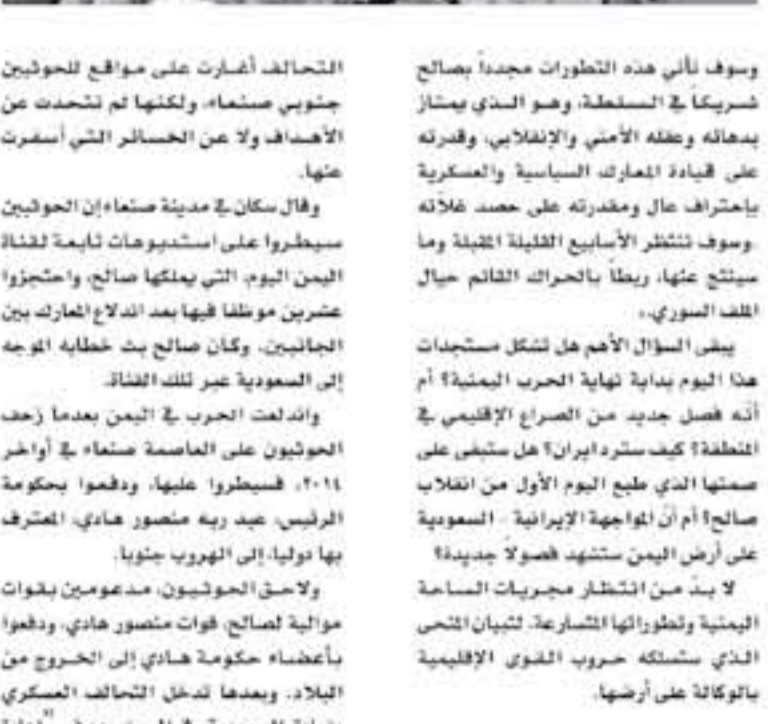 وسوف تأتي هذه التطورات مجدداً بصالح
شريكاً في السلطة، وهو الذي يمتاز
بدهائه وعقله الأمني والإنقلابي، وقدرته
على قيادة المعارك السياسية والعسكرية
بإحتراف عال ومقدرته على حصد غلاّته
.وسوف تنتظر الأسابيع القليلة المقبلة وما
سينتج عنها، ربطاً بالحراك القائم حيال
الملف السوري.»
يبقى السؤال الأهم هل تشكل مستجدات
هذا اليوم بداية نهاية الحرب اليمنية؟ أم
أنّه فصل جديد من الصراع الإقليمي في
المنطقة؟ كيف سترد ايران؟ هل ستبقى على
صمتها الذي طبع اليوم الأول من انقلاب
صالح؟ أم أنّ المواجهة الإيرانية - السعودية
على أرض اليمن ستشهد فصولاً جديدة؟
لا بدّ من انتظار مجريات الساحة
اليمنية وتطوراتها المتسارعة، لتبيان المنحى
الذي ستسلكه حروب القوى الإقليمية
بالوكالة على أرضها.
التحالف أغارت على مواقع للحوثيين
جنوبي صنعاء، ولكنها لم تتحدث عن
الأهداف ولا عن الخسائر التي أسفرت
عنها.
وقال سكان في مدينة صنعاء إن الحوثيين
سيطروا على استديوهات تابعة لقناة
اليمن اليوم، التي يملكها صالح، واحتجزوا
عشرين موظفا فيها بعد اندلاع المعارك بين
الجانبين. وكان صالح بث خطابه الموجه
إلى السعودية عبر تلك القناة.
واندلعت الحرب في اليمن بعدما زحف
الحوثيون على العاصمة صنعاء في أواخر
٢٠١٤، فسيطروا عليها، ودفعوا بحكومة
الرئيس، عبد ربه منصور هادي، المعترف
بها دوليا، إلى الهروب جنوبا.
ولاحق الحوثيون، مدعومين بقوات
موالية لصالح، قوات منصور هادي، ودفعوا
بأعضاء حكومة هادي إلى الخروج من
البلاد. وبعدها تدخل التحالف العسكري